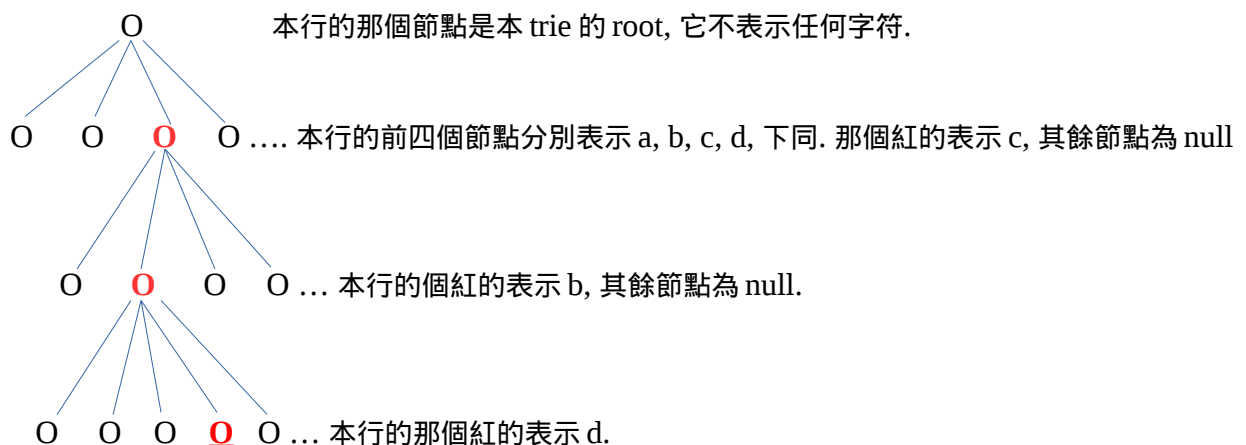 O 本行的那個節點是本 trie 的 root, 它不表示任何字符.
O O O O …. 本行的前四個節點分別表示 a, b, c, d, 下同. 那個紅的表示 c, 其餘節點為 null
O O O O … 本行的個紅的表示 b, 其餘節點為 null.
O O O O O … 本行的那個紅的表示 d.